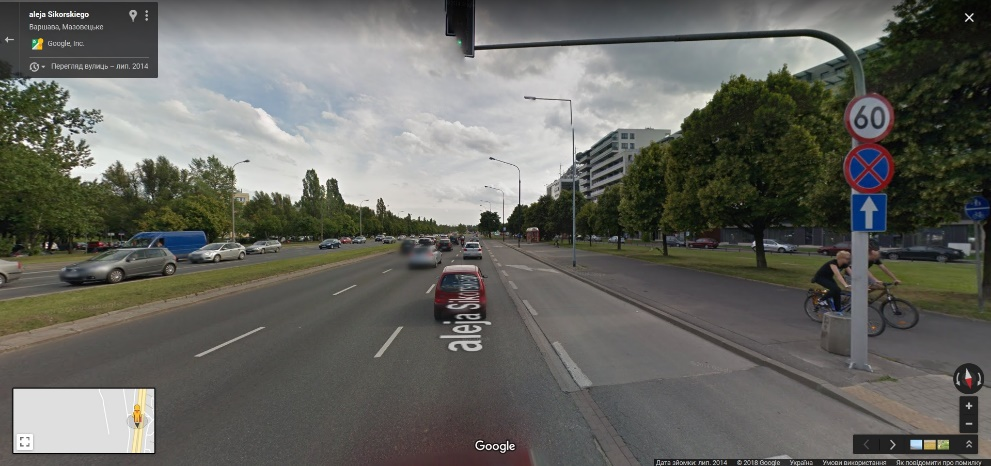 aleja Sikorskiego
Варшава, Мазовецьке
Google, Inc.
Перегляд вулиць – лип. 2014
60
aleja Sikorskie
Google
Дата зйомки: лип. 2014 © 2018 Google Україна Умови використання Як повідомити про помилку